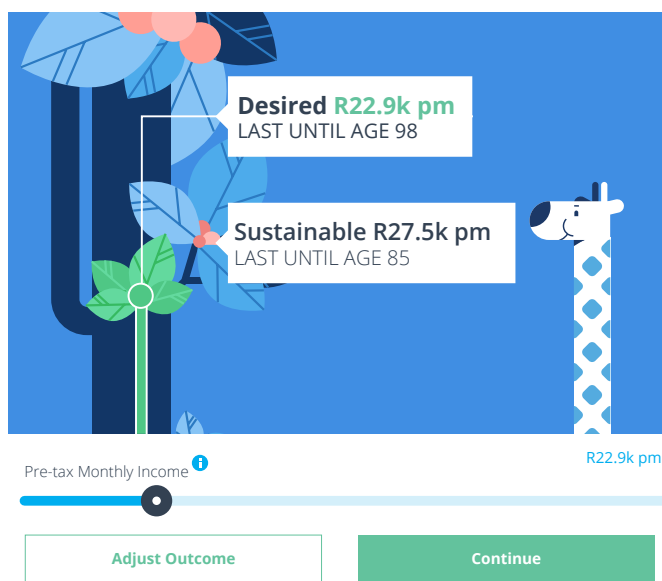 Desired R22.9k pm
LAST UNTIL AGE 98
Sustainable R27.5k pm
LAST UNTIL AGE 85
R22.9k pm
Pre-tax Monthly Income i
Adjust Outcome
Continue